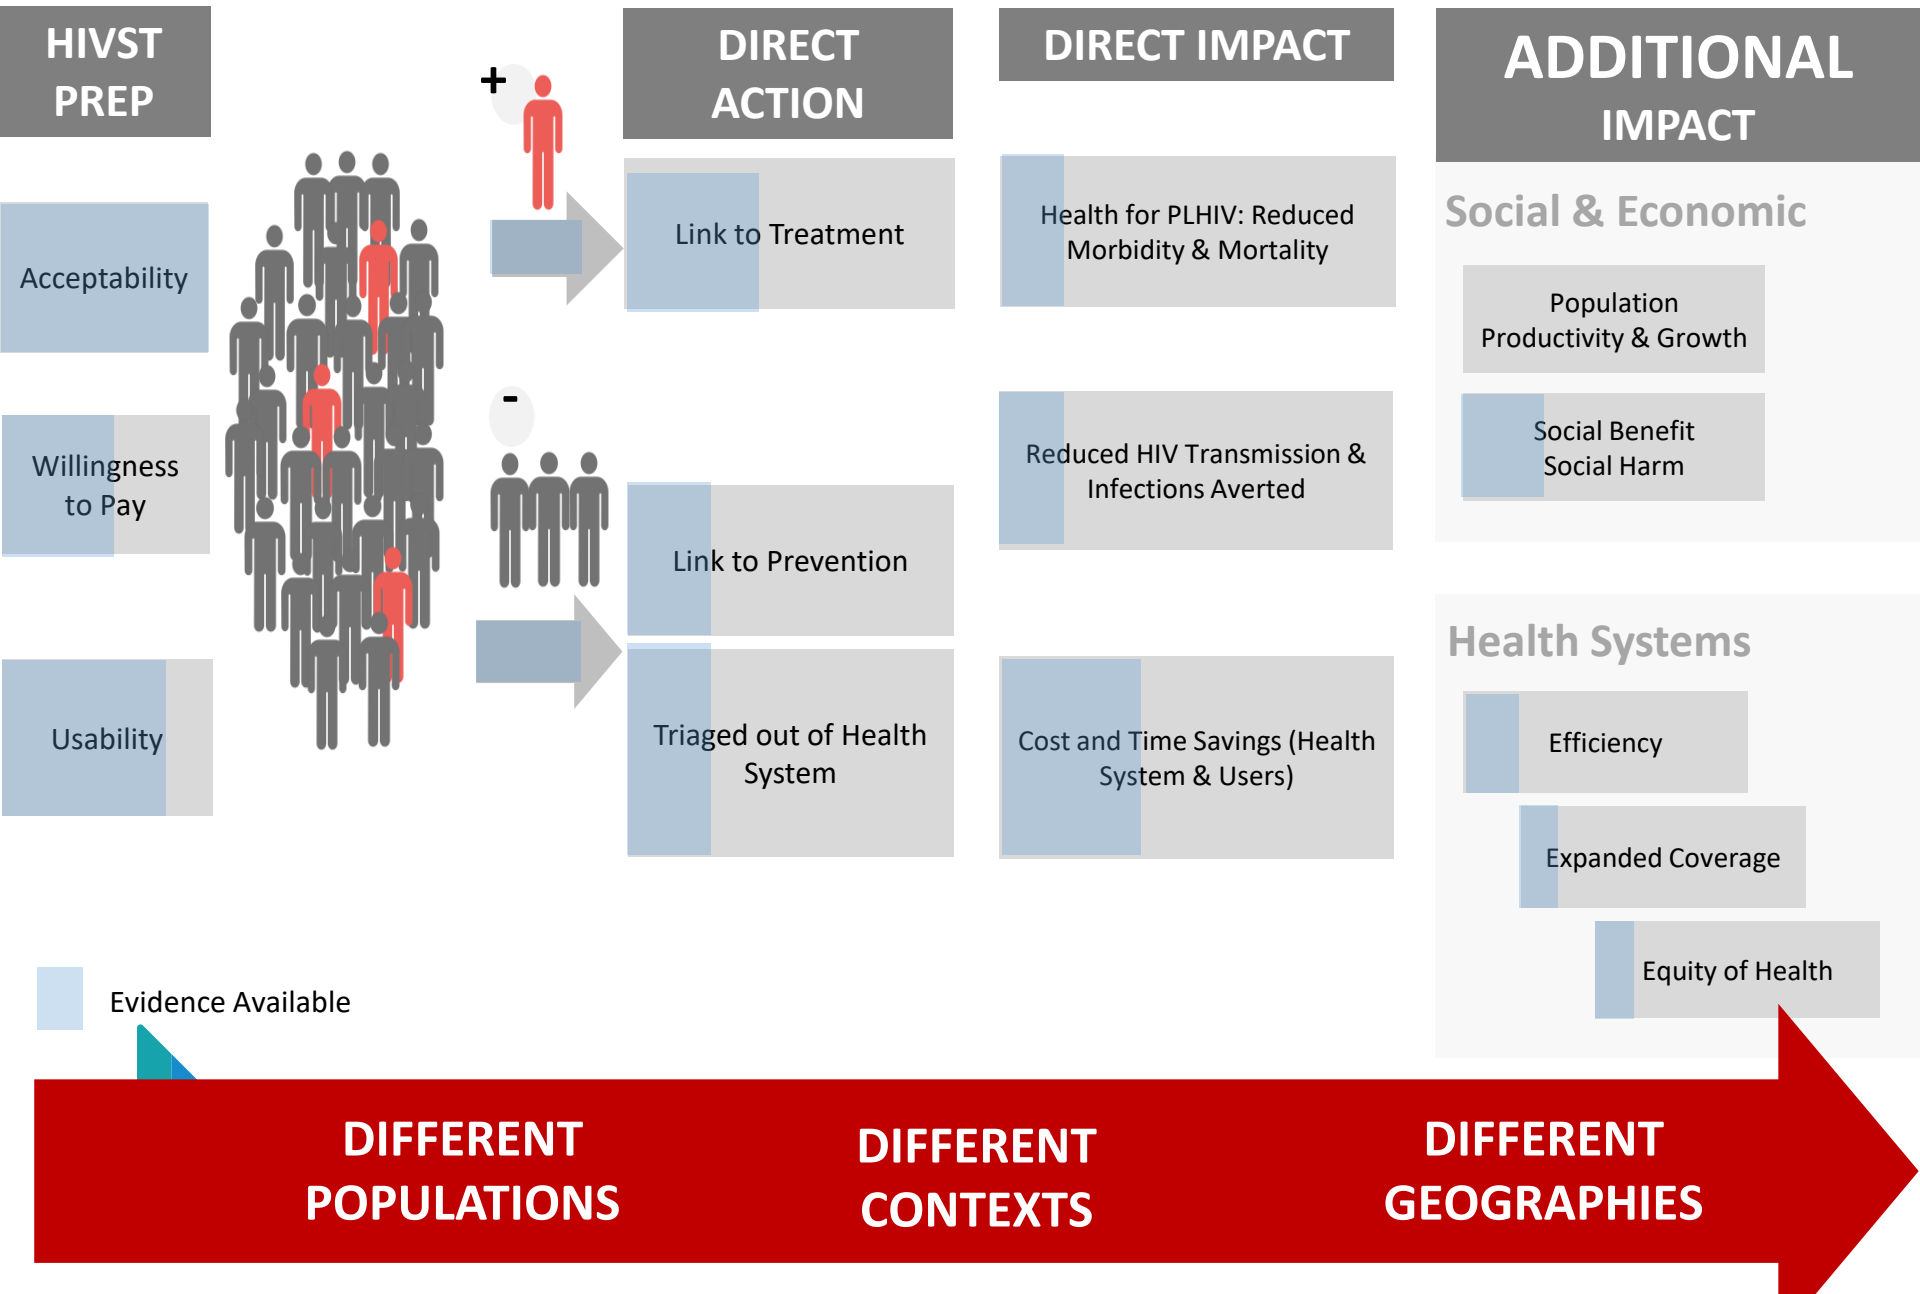 HIVST
PREP
Acceptability
Willingness
to Pay
Usability
+
-
DIRECT
ACTION
Link to Treatment
Link to Prevention
Triaged out of Health
System
DIRECT IMPACT
Health for PLHIV: Reduced
Morbidity & Mortality
Reduced HIV Transmission &
Infections Averted
Cost and Time Savings (Health
System & Users)
ADDITIONAL
IMPACT
Social & Economic
Population
Productivity & Growth
Social Benefit
Social Harm
Health Systems
Efficiency
Expanded Coverage
Equity of Health
Evidence Available
DIFFERENT
POPULATIONS
DIFFERENT
CONTEXTS
DIFFERENT
GEOGRAPHIES